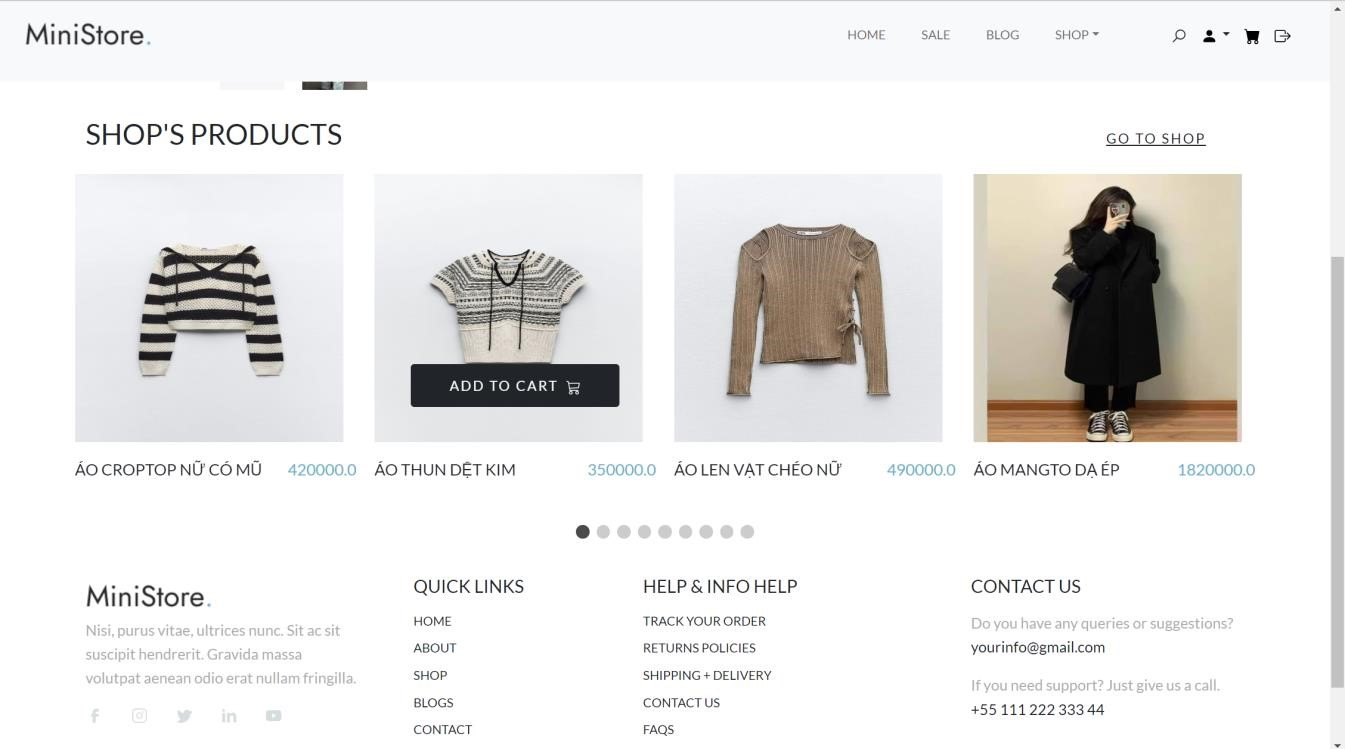 MiniStore.
HOME SALE BLOG SHOP
SHOP'S PRODUCTS
GO TO SHOP
ADD TO CART
ÁO CROPTOP NỮ CÓ MŨ 420000.0
ÁO THUN DỆT KIM 350000.0
ÁO LEN VẠT CHÉO NỮ 490000.0
ÁO MANGTO DẠ ÉP 1820000.0
MiniStore.
Nisi, purus vitae, ultrices nunc. Sit ac sit
suscipit hendrerit. Gravida massa
volutpat aenean odio erat nullam fringilla.
QUICK LINKS
HOME
ABOUT
SHOP
BLOGS
CONTACT
HELP & INFO HELP
TRACK YOUR ORDER
RETURNS POLICIES
SHIPPING + DELIVERY
CONTACT US
FAQS
CONTACT US
Do you have any queries or suggestions?
yourinfo@gmail.com
If you need support? Just give us a call.
+55 111 222 333 44